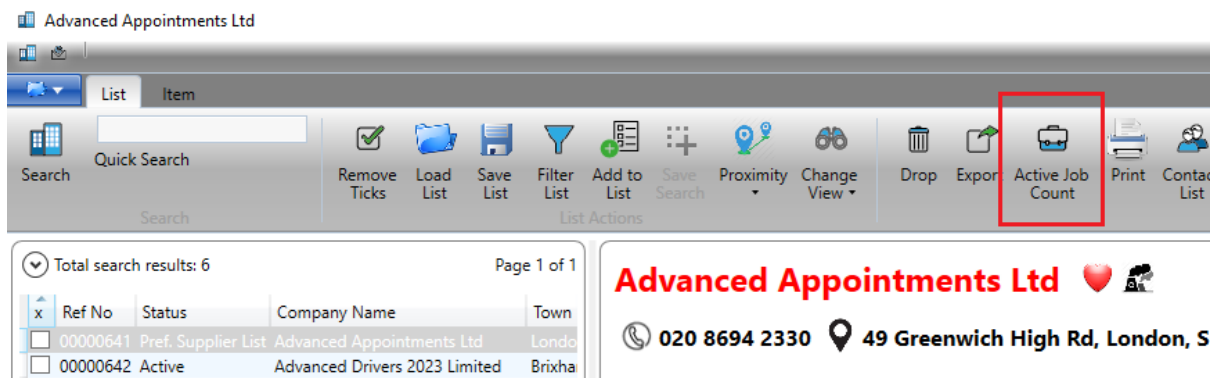 Advanced Appointments Ltd
List Item
Quick Search
Search
Remove Ticks
Load List
Save List
Filter List
Add to List
Save Search
Proximity
Change View
Drop
Export
Active Job Count
Print
Contac List
Search
List Actions
Total search results: 6 Page 1 of 1
x Ref No Status Company Name Town
00000641 Pref. Supplier List Advanced Appointments Ltd Londo
00000642 Active Advanced Drivers 2023 Limited Brixha
Advanced Appointments Ltd
020 8694 2330 49 Greenwich High Rd, London, S